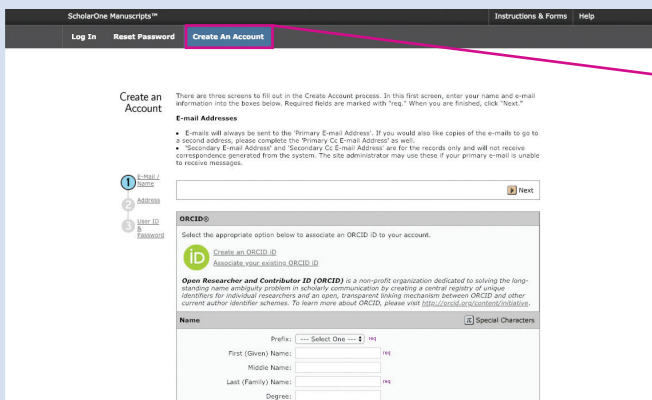 ScholarOne Manuscripts™ Instructions & Forms Help
Log In Reset Password Create An Account
Create an
Account
There are three screens to fill out in the Create Account process. In this first screen, enter your name and e-mail
information into the boxes below. Required fields are marked with "req." When you are finished, click "Next."
E-mail Addresses
• E-mails will always be sent to the 'Primary E-mail Address'. If you would also like copies of the e-mails to go to
a second address, please complete the 'Primary Cc E-mail Address' as well.
• 'Secondary E-mail Address' and 'Secondary Cc E-mail Address' are for the records only and will not receive
correspondence generated from the system. The site administrator may use these if your primary e-mail is unable
to receive messages.
1 E-Mail /
Name
2 Address
3 User ID
&
Password
Next
ORCID®
Select the appropriate option below to associate an ORCID iD to your account.
iD
Create an ORCID iD
Associate your existing ORCID iD
Open Researcher and Contributor ID (ORCID) is a non-profit organization dedicated to solving the long-
standing name ambiguity problem in scholarly communication by creating a central registry of unique
identifiers for individual researchers and an open, transparent linking mechanism between ORCID and other
current author identifier schemes. To learn more about ORCID, please visit http://orcid.org/content/initiative.
Name Special Characters
Prefix: --- Select One --- req
First (Given) Name: req
Middle Name:
Last (Family) Name: req
Degree: